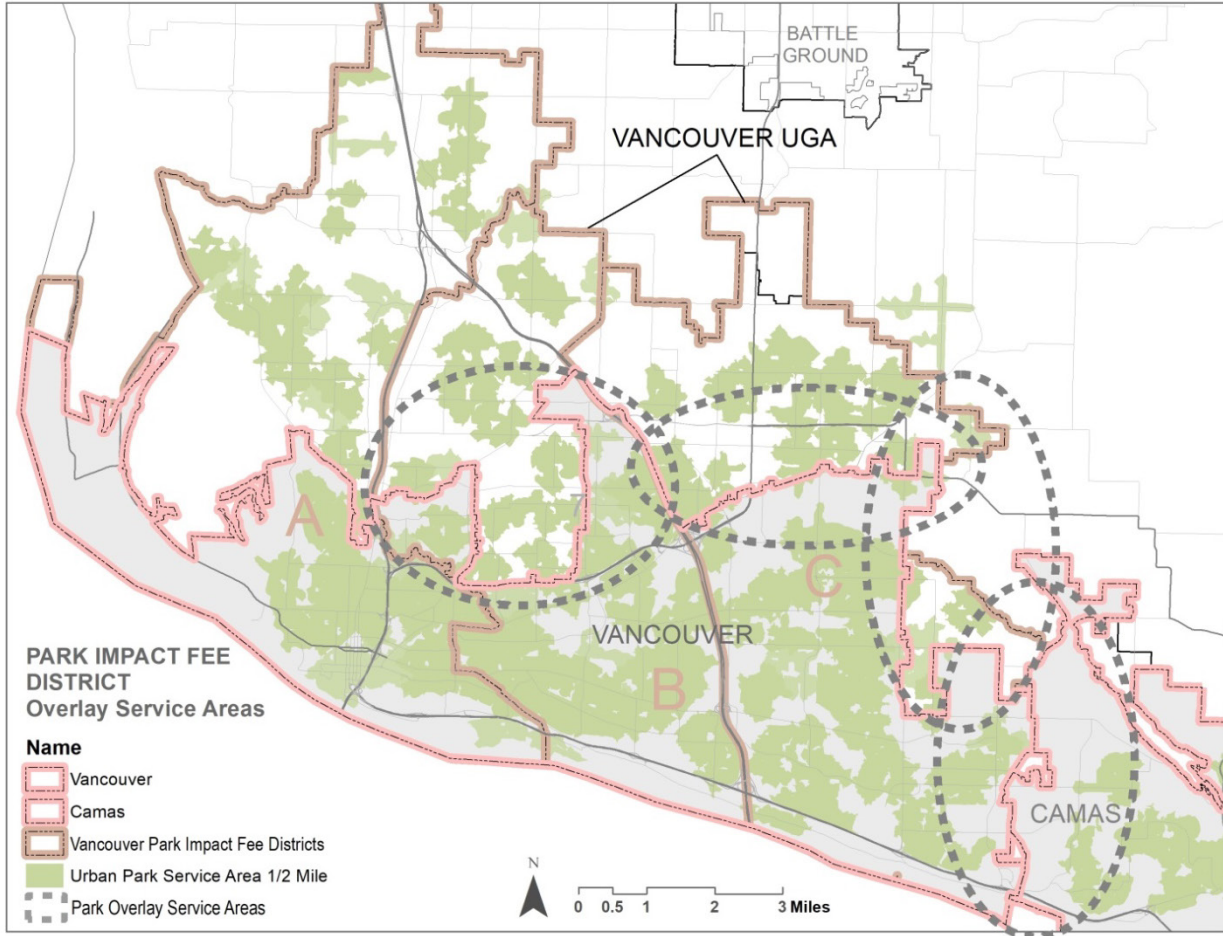 BATTLE
GROUND
VANCOUVER UGA
A
7
C
VANCOUVER
B
CAMAS
PARK IMPACT FEE
DISTRICT
Overlay Service Areas
Name
Vancouver
Camas
Vancouver Park Impact Fee Districts
Urban Park Service Area 1/2 Mile
Park Overlay Service Areas
N
0 0.5 1 2 3 Miles